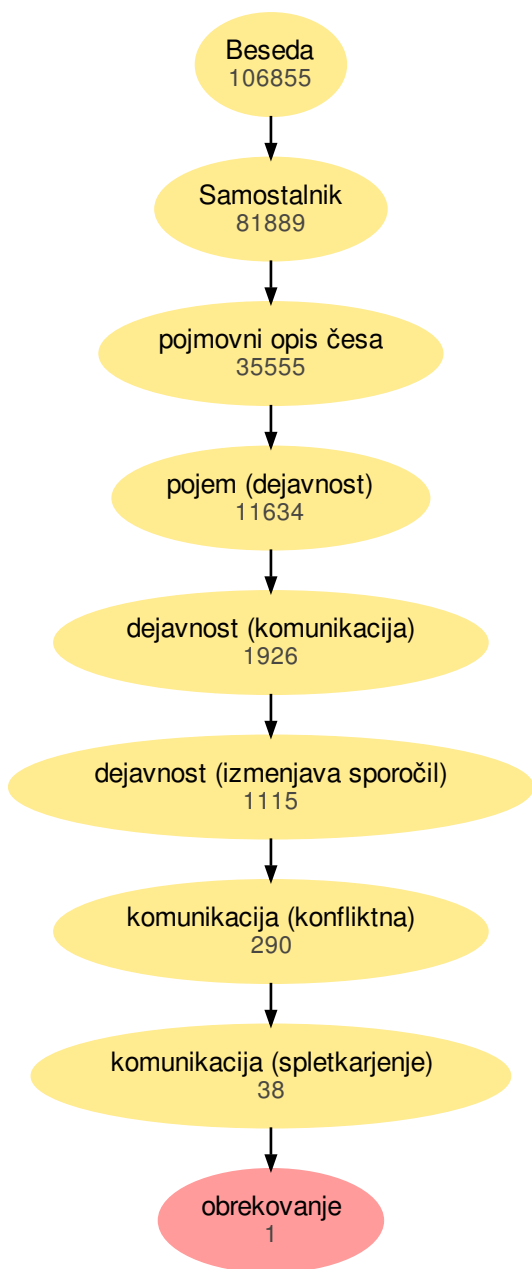 Beseda
106855
Samostalnik
81889
pojmovni opis česa
35555
pojem (dejavnost)
11634
dejavnost (komunikacija)
1926
dejavnost (izmenjava sporočil)
1115
komunikacija (konfliktna)
290
komunikacija (spletkarjenje)
38
obrekovanje
1